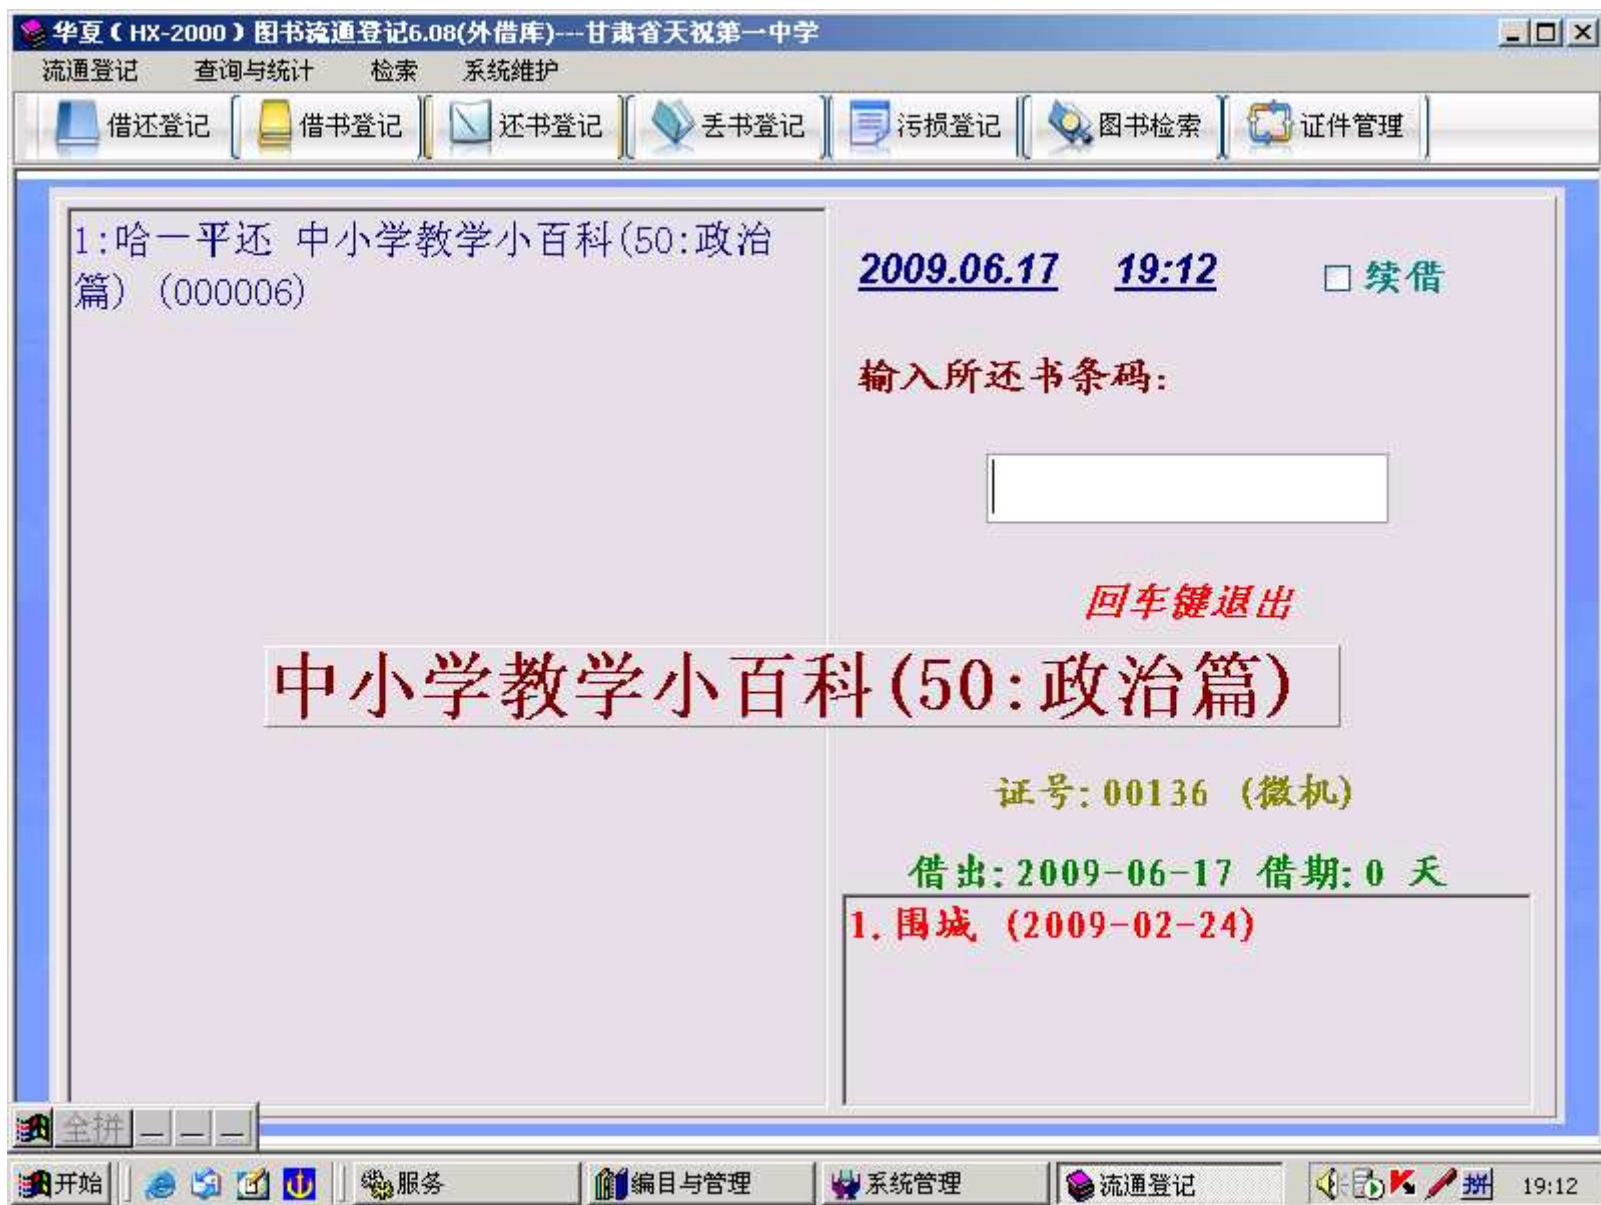 华夏(HX-2000)图书流通登记6.08(外借库)---甘肃省天祝第一中学
流通登记 查询与统计 检索 系统维护
借还登记 借书登记 还书登记 丢书登记 污损登记 图书检索 证件管理
1:哈一平还 中小学教学小百科(50:政治
篇) (000006)
2009.06.17 19:12 续借
输入所还书条码:
回车键退出
中小学教学小百科(50:政治篇)
证号:00136 (微机)
借出:2009-06-17 借期:0 天
1.围城 (2009-02-24)
全拼
开始 服务 编目与管理 系统管理 流通登记 拼 19:12